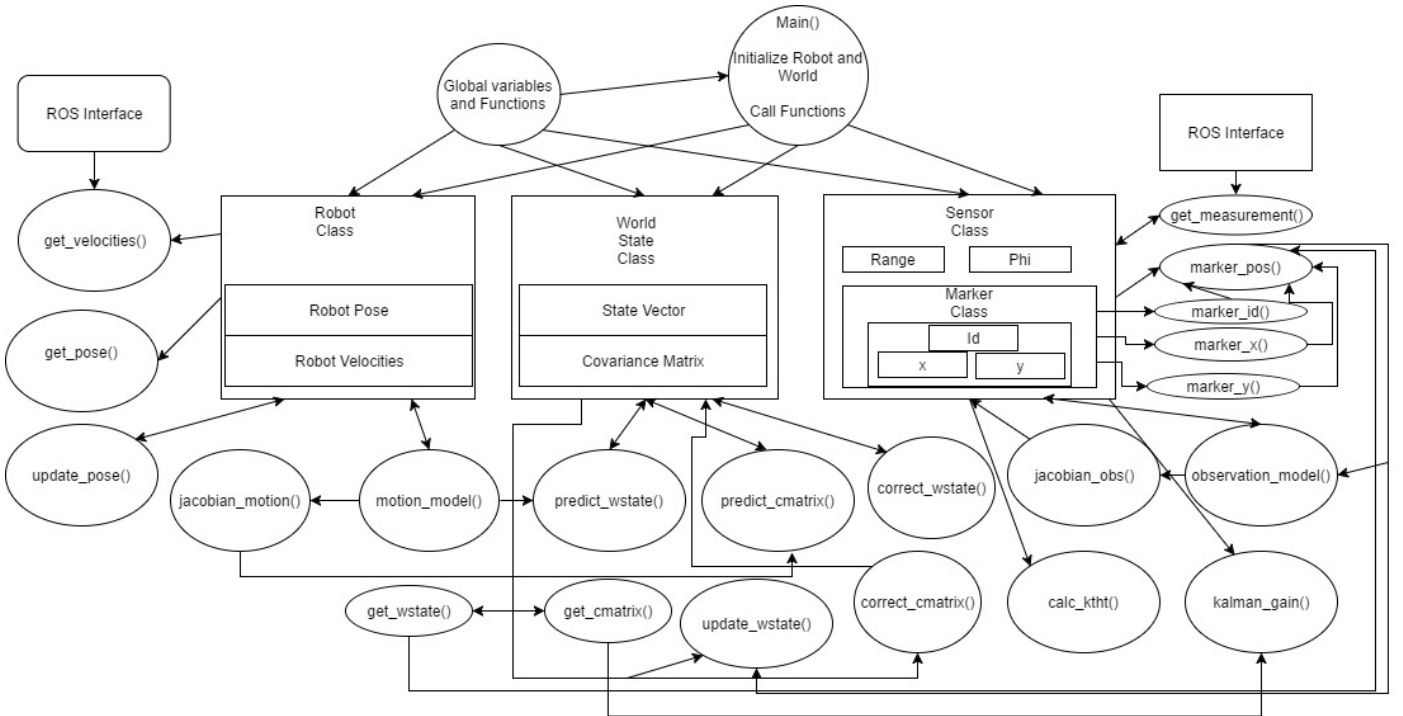 Main()
Initialize Robot and
World
Call Functions
Global variables
and Functions
ROS Interface
ROS Interface
Robot
Class
World
State
Class
Sensor
Class
get_measurement()
get_velocities()
Range
Phi
marker_pos()
Marker
Class
Robot Pose
State Vector
marker_id()
Id
marker_x()
get_pose()
Robot Velocities
Covariance Matrix
x
y
marker_y()
update_pose()
jacobian_motion()
motion_model()
predict_wstate()
predict_cmatrix()
correct_wstate()
jacobian_obs()
observation_model()
get_wstate()
get_cmatrix()
update_wstate()
correct_cmatrix()
calc_ktht()
kalman_gain()